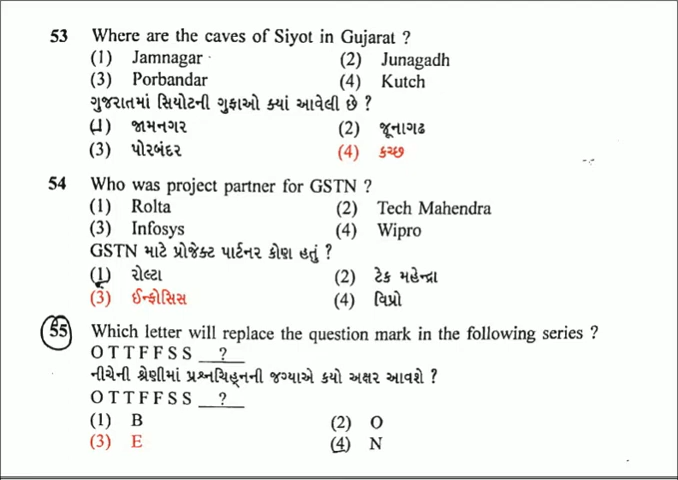 53 Where are the caves of Siyot in Gujarat ?
(1) Jamnagar (2) Junagadh
(3) Porbandar (4) Kutch
ગુજરાતમાં સિયોટની ગુફાઓ ક્યાં આવેલી છે ?
(1) જામનગર (2) જૂનાગઢ
(3) પોરબંદર (4) કચ્છ
54 Who was project partner for GSTN ?
(1) Rolta (2) Tech Mahendra
(3) Infosys (4) Wipro
GSTN માટે પ્રોજેક્ટ પાર્ટનર કોણ હતું ?
(1) રોલ્ટા (2) ટેક મહેન્દ્રા
(3) ઈન્ફોસિસ (4) વિપ્રો
55 Which letter will replace the question mark in the following series ?
O T T F F S S __?__
નીચેની શ્રેણીમાં પ્રશ્નચિહ્નની જગ્યાએ કયો અક્ષર આવશે ?
O T T F F S S __?__
(1) B (2) O
(3) E (4) N